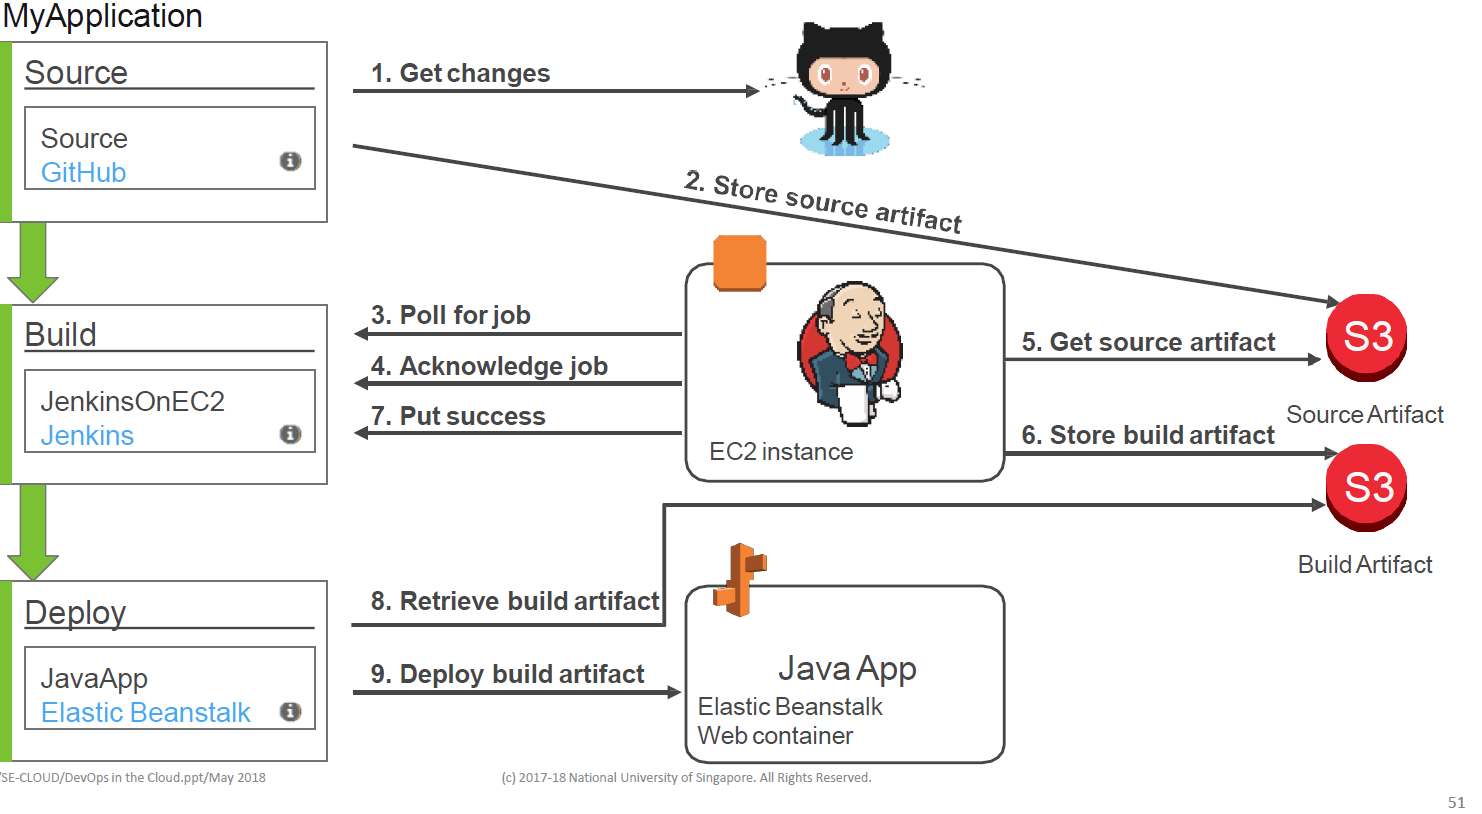 MyApplication
Source
Source
GitHub
1. Get changes
2. Store source artifact
Build
JenkinsOnEC2
Jenkins
3. Poll for job
4. Acknowledge job
7. Put success
EC2 instance
5. Get source artifact
S3
Source Artifact
6. Store build artifact
S3
Build Artifact
Deploy
JavaApp
Elastic Beanstalk
8. Retrieve build artifact
9. Deploy build artifact
Java App
Elastic Beanstalk
Web container
/SE-CLOUD/DevOps in the Cloud.ppt/May 2018
(c) 2017-18 National University of Singapore. All Rights Reserved.
51